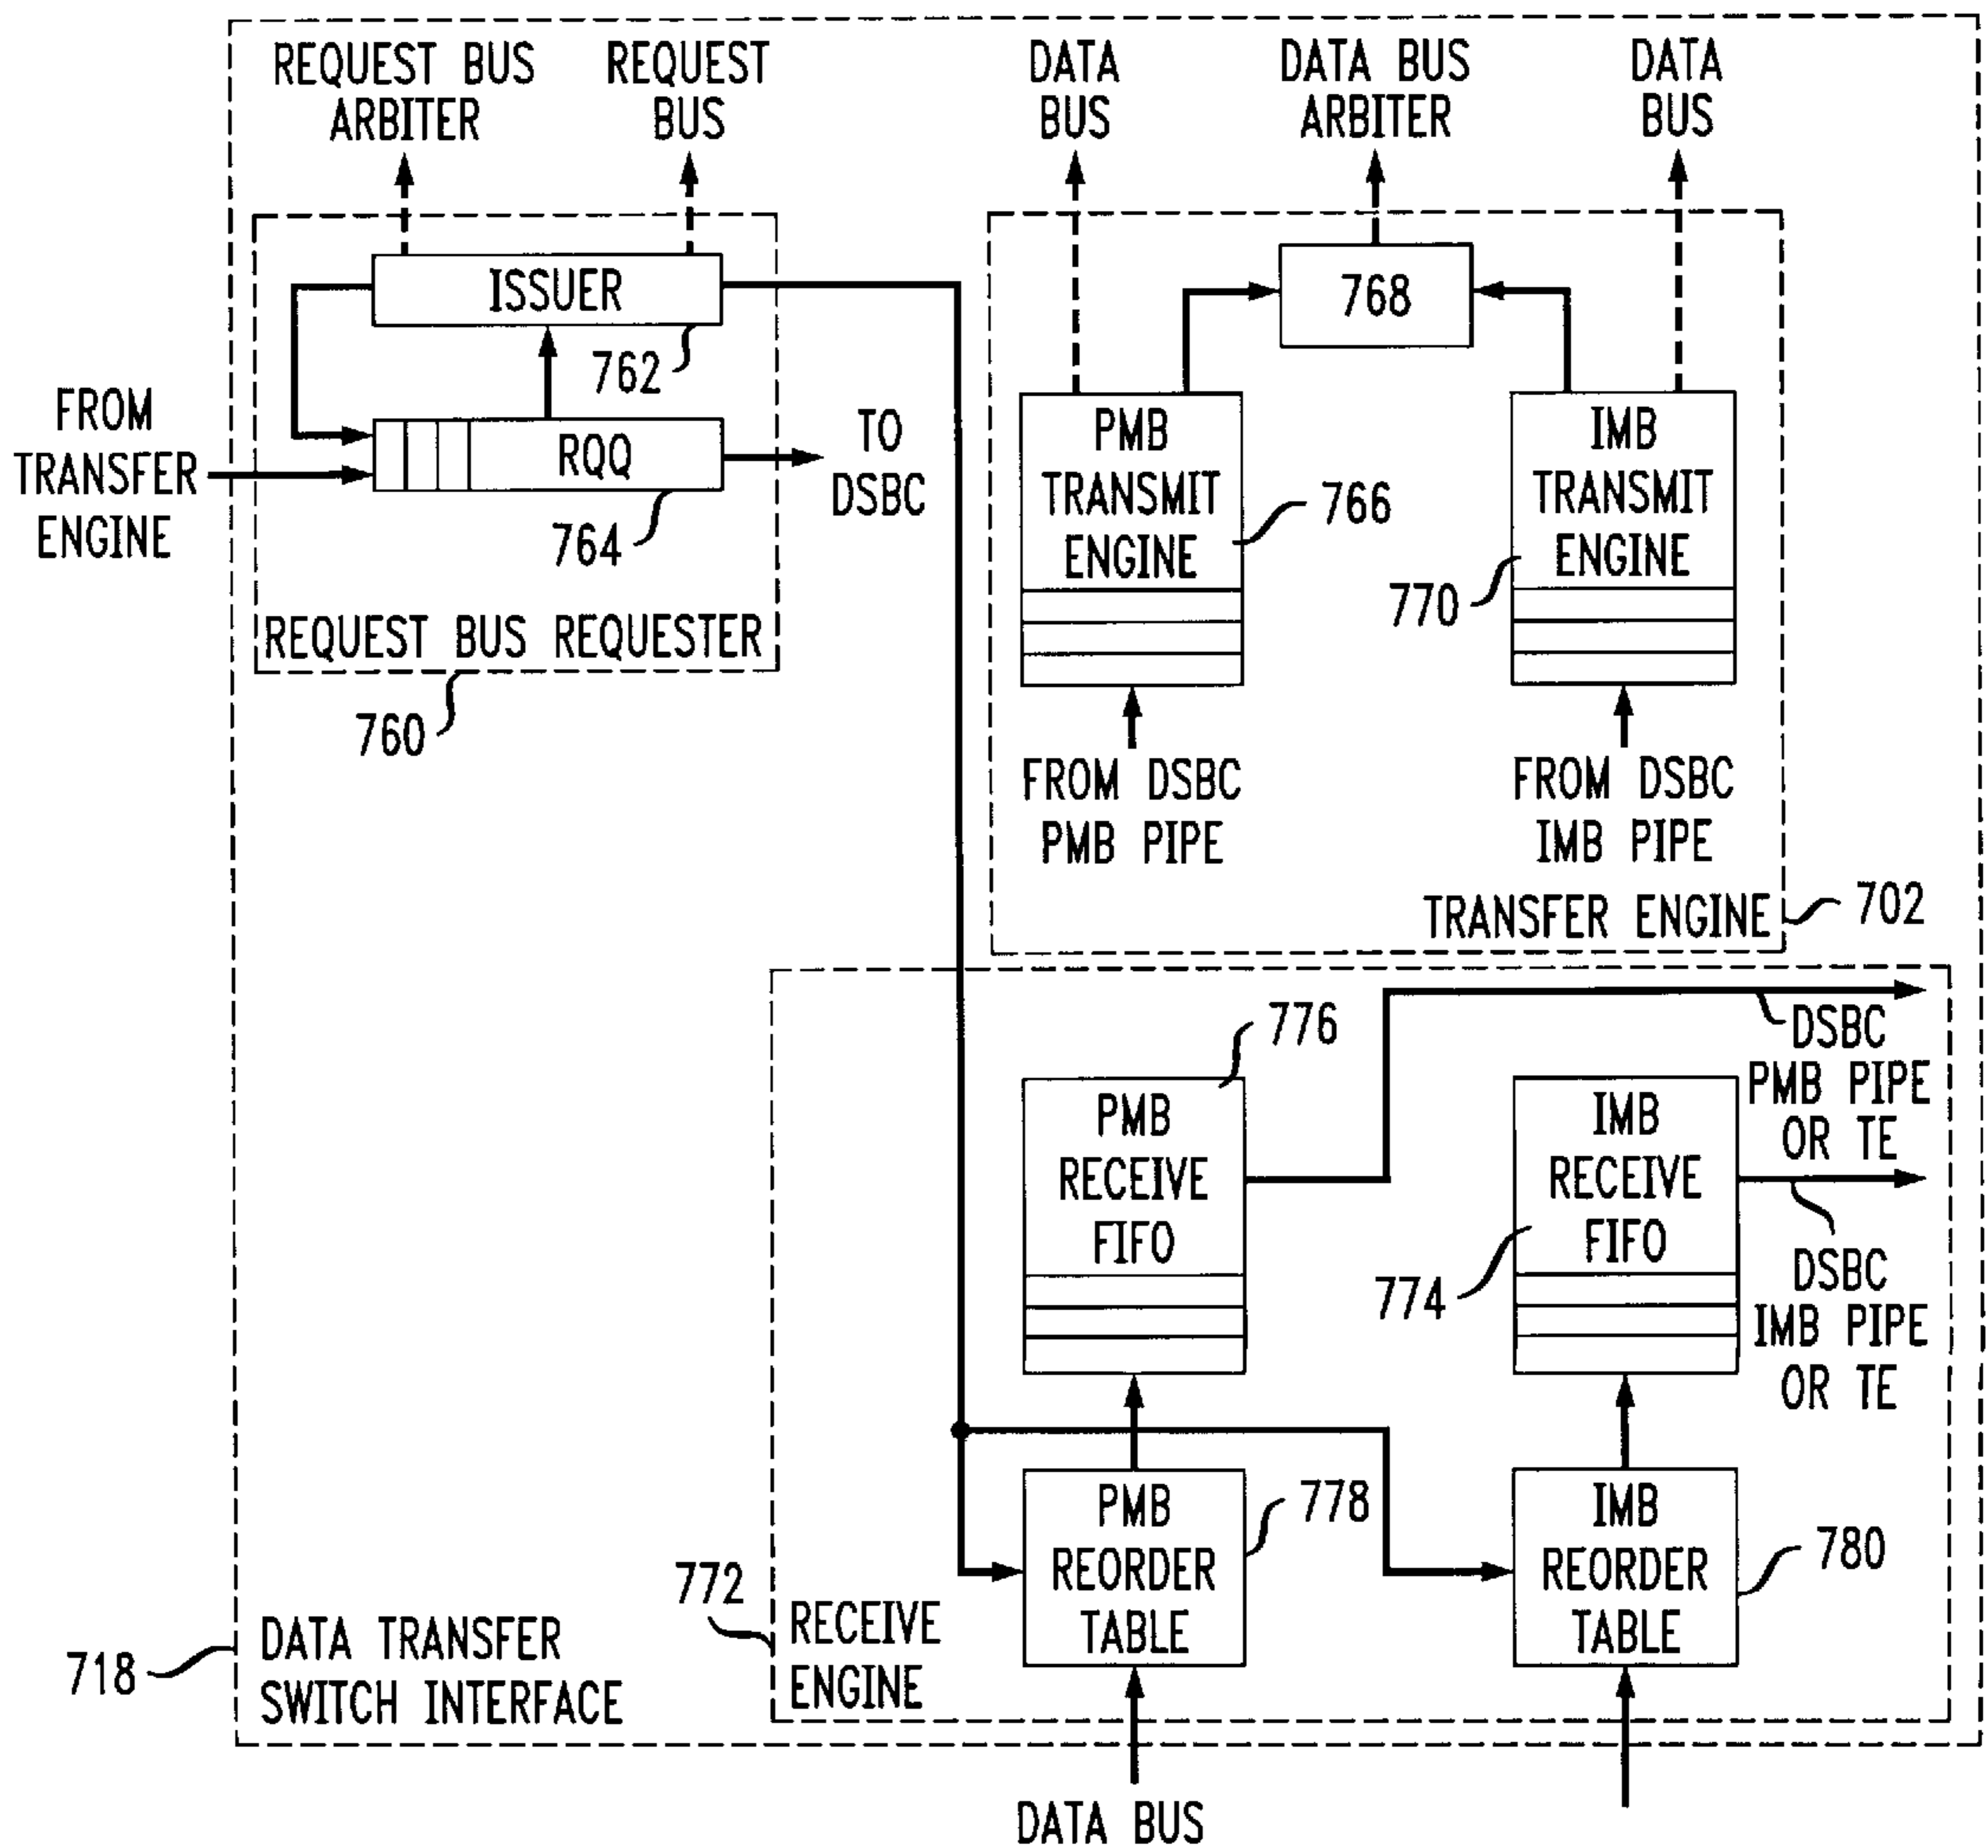 REQUEST BUS
ARBITER
REQUEST
BUS
DATA
BUS
DATA BUS
ARBITER
DATA
BUS
ISSUER
762
768
FROM
TRANSFER
ENGINE
RQQ
764
TO
DSBC
REQUEST BUS REQUESTER
760
PMB
TRANSMIT
ENGINE
766
IMB
TRANSMIT
ENGINE
770
FROM DSBC
PMB PIPE
FROM DSBC
IMB PIPE
TRANSFER ENGINE
702
776
PMB
RECEIVE
FIFO
IMB
RECEIVE
FIFO
774
DSBC
PMB PIPE
OR TE
DSBC
IMB PIPE
OR TE
PMB
REORDER
TABLE
778
IMB
REORDER
TABLE
780
772
RECEIVE
ENGINE
718
DATA TRANSFER
SWITCH INTERFACE
DATA BUS